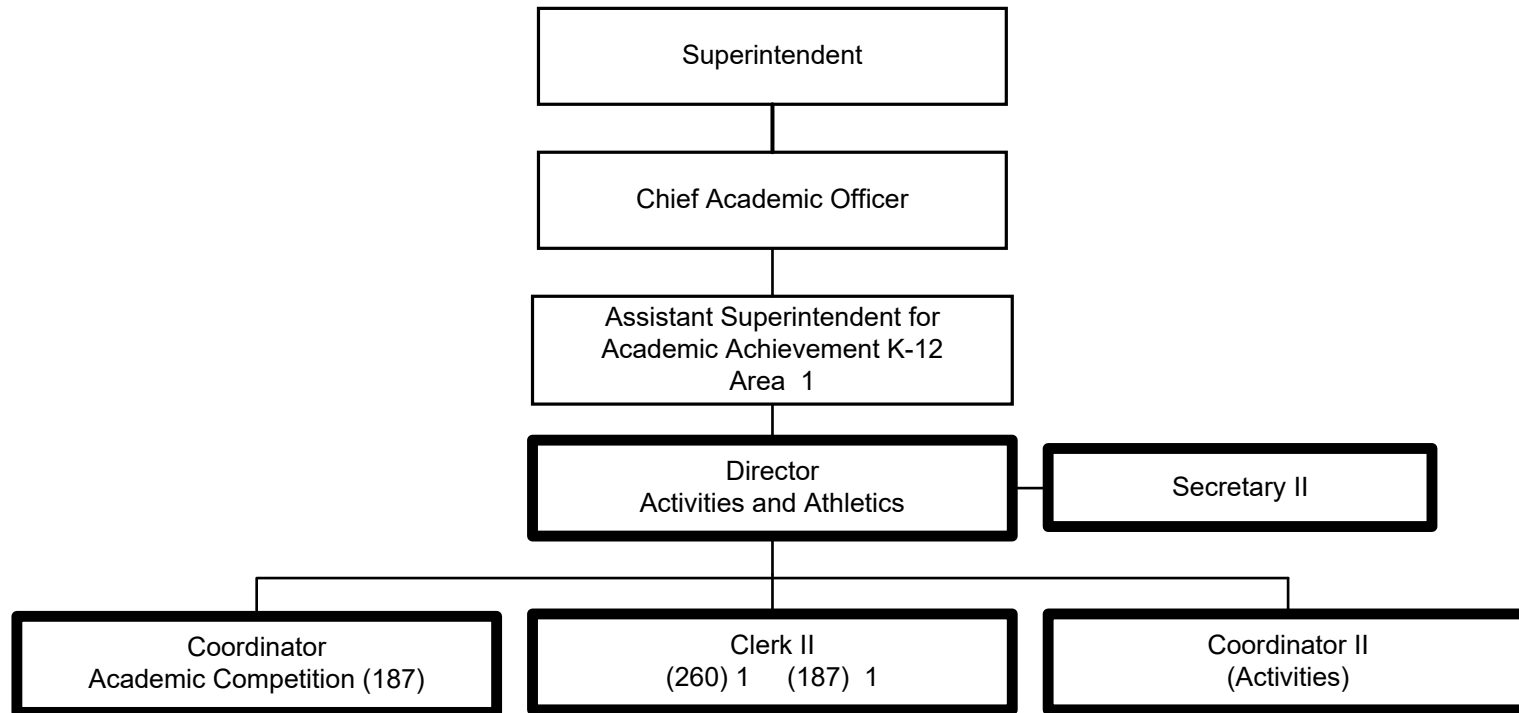 Superintendent
Chief Academic Officer
Assistant Superintendent for
Academic Achievement K-12
Area 1
Director
Activities and Athletics
Secretary II
Coordinator
Academic Competition (187)
Clerk II
(260) 1 (187) 1
Coordinator II
(Activities)